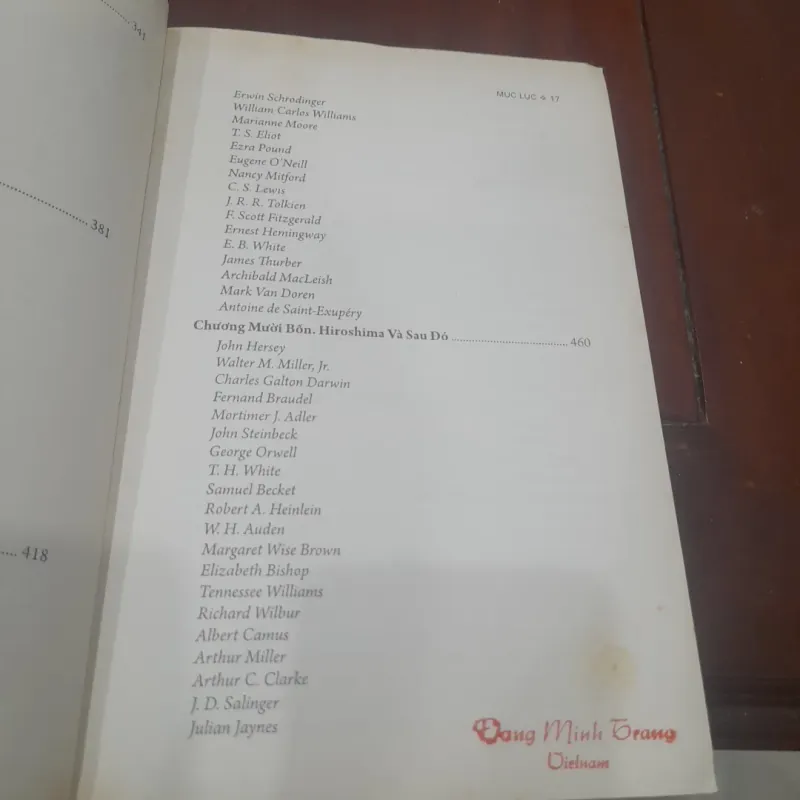 341
381
418
MỤC LỤC ❖ 17
Erwin Schrodinger
William Carlos Williams
Marianne Moore
T. S. Eliot
Ezra Pound
Eugene O'Neill
Nancy Mitford
C. S. Lewis
J. R. R. Tolkien
F. Scott Fitzgerald
Ernest Hemingway
E. B. White
James Thurber
Archibald MacLeish
Mark Van Doren
Antoine de Saint-Exupéry
Chương Mười Bốn. Hiroshima Và Sau Đó 460
John Hersey
Walter M. Miller, Jr.
Charles Galton Darwin
Fernand Braudel
Mortimer J. Adler
John Steinbeck
George Orwell
T. H. White
Samuel Becket
Robert A. Heinlein
W. H. Auden
Margaret Wise Brown
Elizabeth Bishop
Tennessee Williams
Richard Wilbur
Albert Camus
Arthur Miller
Arthur C. Clarke
J. D. Salinger
Julian Jaynes
Dang Minh Trang
Vietnam